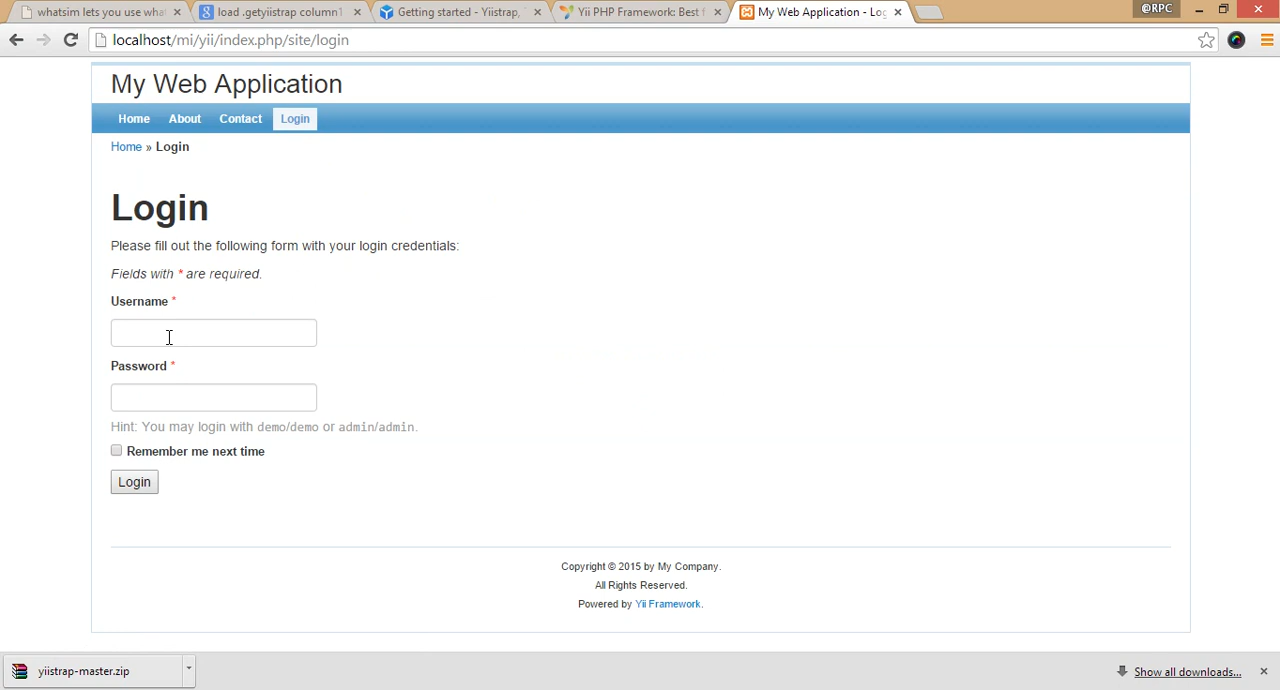 whatsim lets you use what
load .getyiistrap column1
Getting started - Yiistrap,
Yii PHP Framework: Best f
My Web Application - Log
@RPC
localhost/mi/yii/index.php/site/login
My Web Application
Home About Contact Login
Home » Login
Login
Please fill out the following form with your login credentials:
Fields with * are required.
Username *
Password *
Hint: You may login with demo/demo or admin/admin.
Remember me next time
Login
Copyright © 2015 by My Company.
All Rights Reserved.
Powered by Yii Framework.
yiistrap-master.zip
Show all downloads...